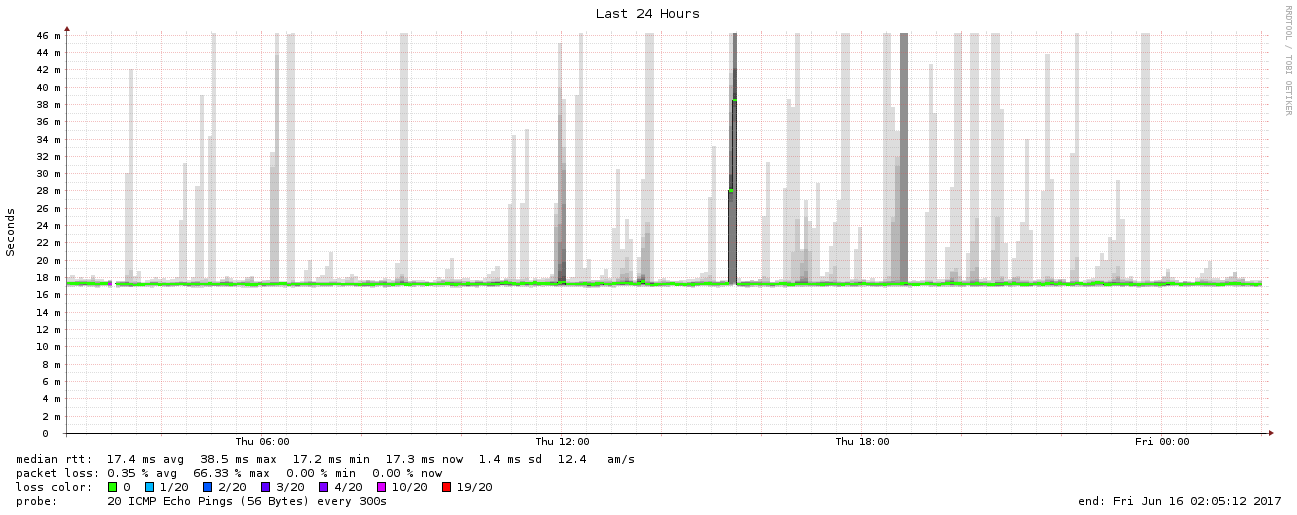 Last 24 Hours
RRDTOOL / TOBI OETIKER
Seconds
46 m
44 m
42 m
40 m
38 m
36 m
34 m
32 m
30 m
28 m
26 m
24 m
22 m
20 m
18 m
16 m
14 m
12 m
10 m
8 m
6 m
4 m
2 m
0
Thu 06:00 Thu 12:00 Thu 18:00 Fri 00:00
median rtt: 17.4 ms avg 38.5 ms max 17.2 ms min 17.3 ms now 1.4 ms sd 12.4 am/s
packet loss: 0.35 % avg 66.33 % max 0.00 % min 0.00 % now
loss color: 0 1/20 2/20 3/20 4/20 10/20 19/20
probe: 20 ICMP Echo Pings (56 Bytes) every 300s end: Fri Jun 16 02:05:12 2017